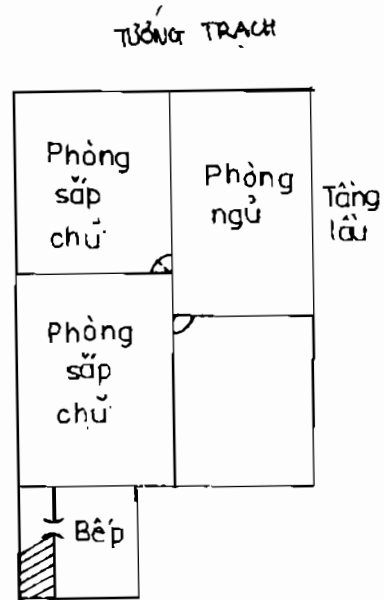 TƯỚNG TRẠCH
Phòng
sắp
chữ
Phòng
ngủ
Tầng
lầu
Phòng
sắp
chữ
Bếp